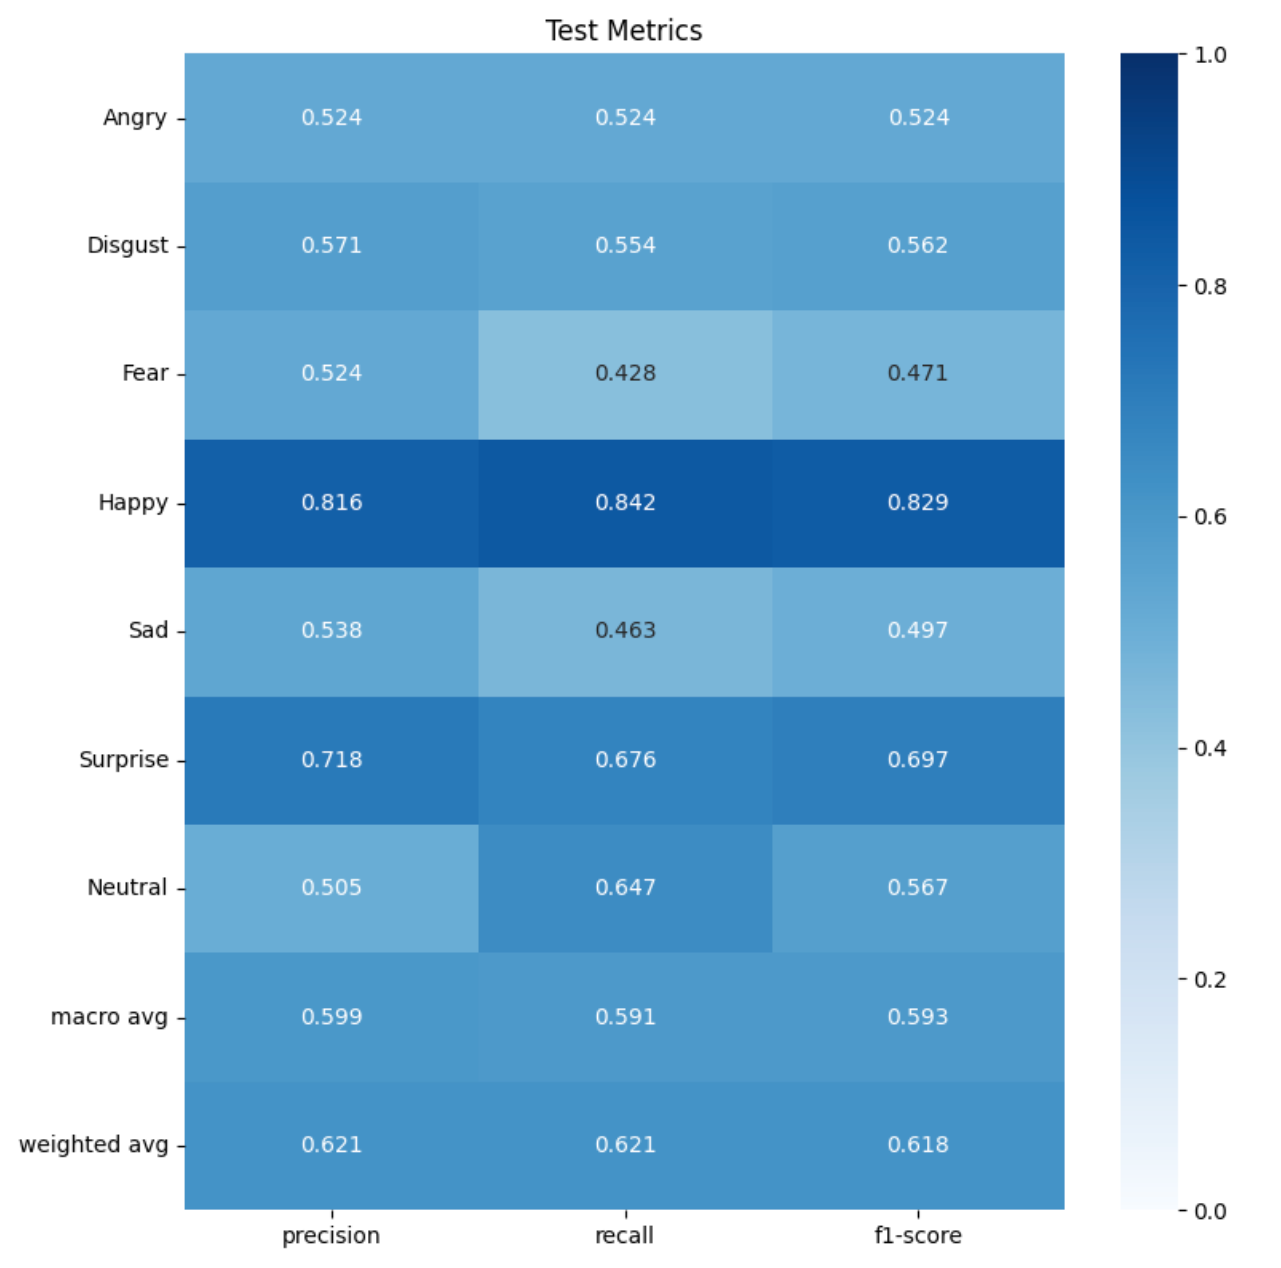 Test Metrics
Angry 0.524 0.524 0.524
Disgust 0.571 0.554 0.562
Fear 0.524 0.428 0.471
Happy 0.816 0.842 0.829
Sad 0.538 0.463 0.497
Surprise 0.718 0.676 0.697
Neutral 0.505 0.647 0.567
macro avg 0.599 0.591 0.593
weighted avg 0.621 0.621 0.618
precision recall f1-score
1.0
0.8
0.6
0.4
0.2
0.0